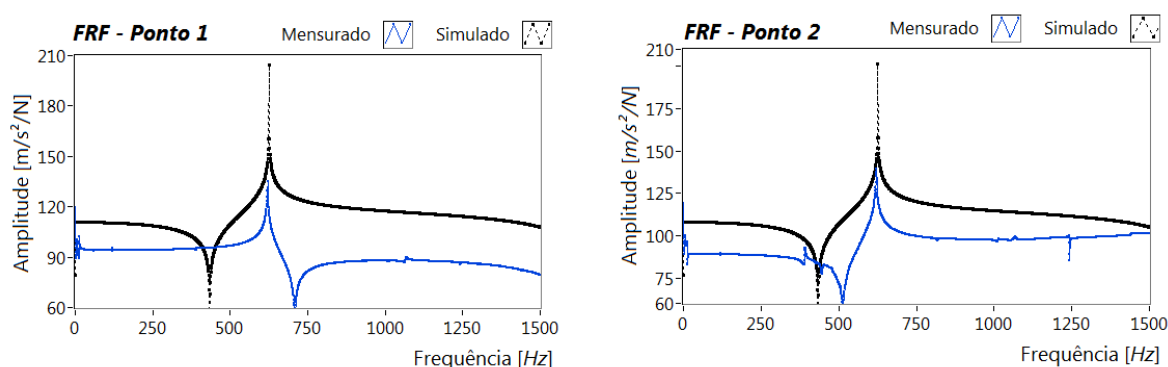 FRF - Ponto 1 Mensurado Simulado
210
180
150
120
90
60
Amplitude [m/s²/N]
0 250 500 750 1000 1250 1500
Frequência [Hz]
FRF - Ponto 2 Mensurado Simulado
210
175
150
125
100
75
60
Amplitude [m/s²/N]
0 250 500 750 1000 1250 1500
Frequência [Hz]